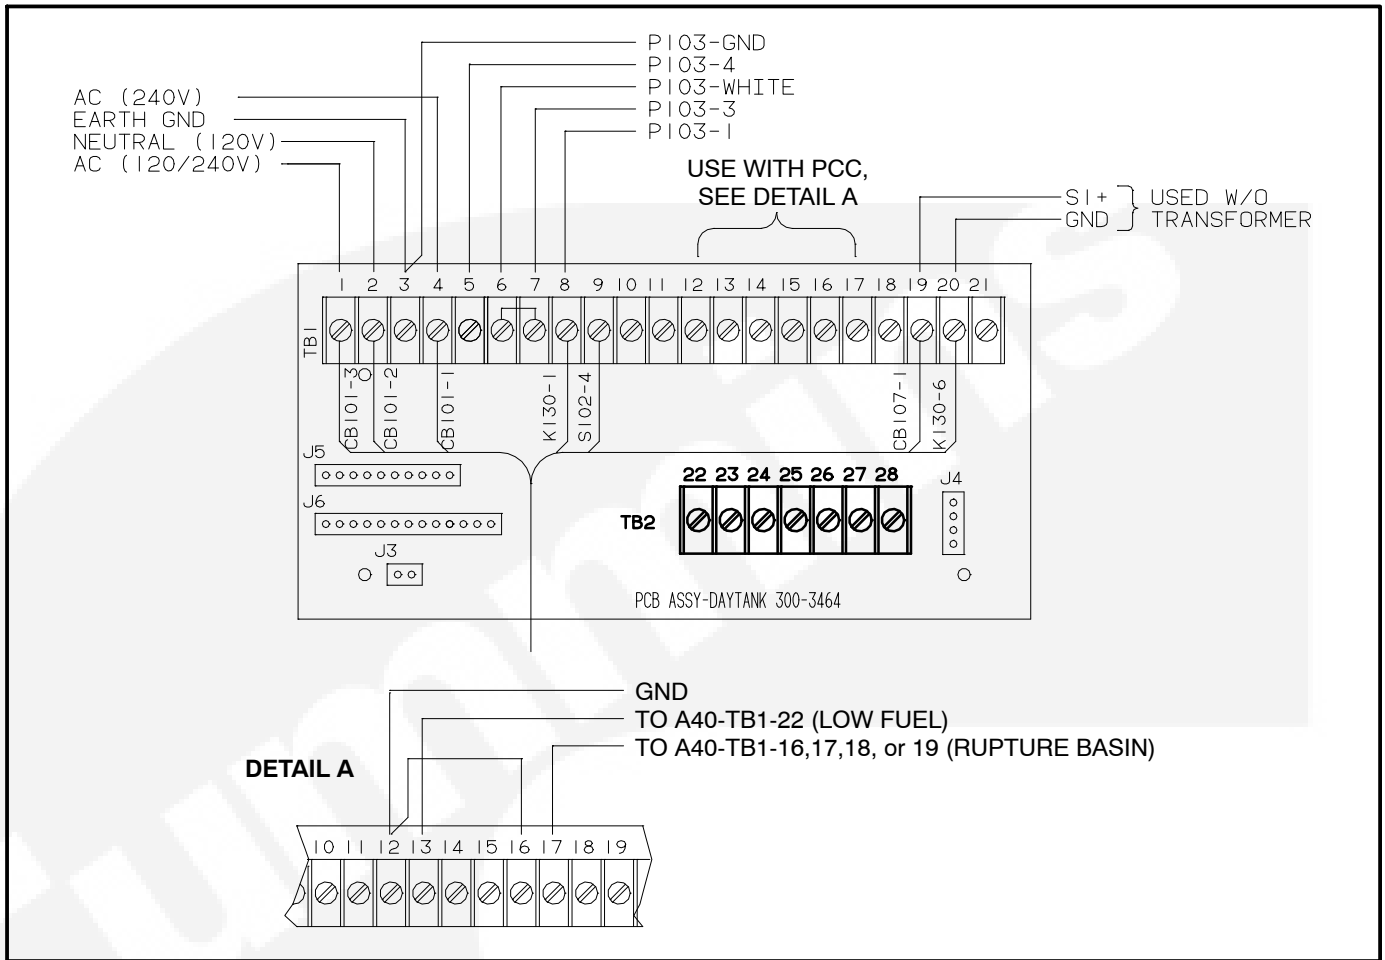 P103-GND
P103-4
P103-WHITE
P103-3
P103-1
AC (240V)
EARTH GND
NEUTRAL (120V)
AC (120/240V)
USE WITH PCC,
SEE DETAIL A
S1+
GND
USED W/O
TRANSFORMER
1 2 3 4 5 6 7 8 9 10 11 12 13 14 15 16 17 18 19 20 21
TB1
CB101-3
CB101-2
CB101-1
K130-1
S102-4
CB107-1
K130-6
J5
J6
J3
22 23 24 25 26 27 28
TB2
J4
PCB ASSY-DAYTANK 300-3464
GND
TO A40-TB1-22 (LOW FUEL)
TO A40-TB1-16,17,18, or 19 (RUPTURE BASIN)
DETAIL A
10 11 12 13 14 15 16 17 18 19
cummins